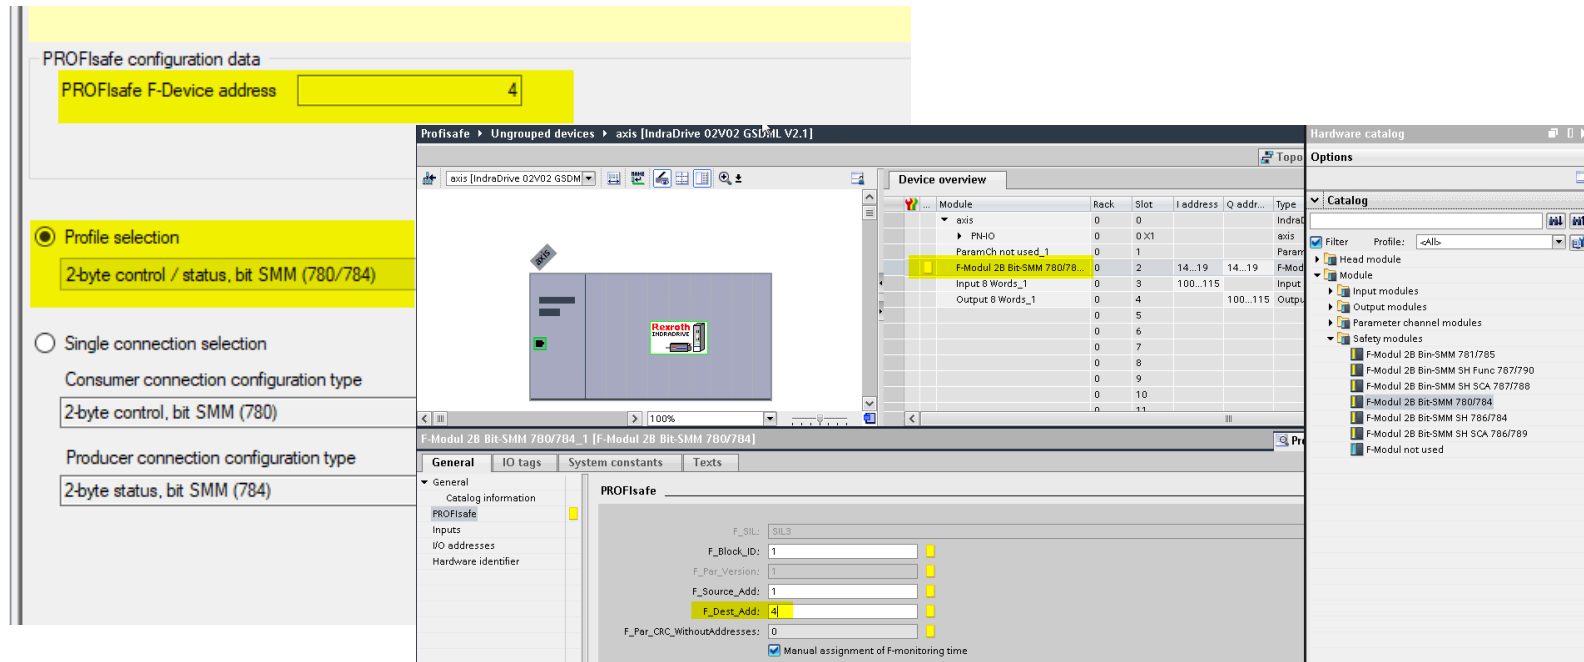 PROFIsafe configuration data
PROFIsafe F-Device address 4
Profile selection
2-byte control / status, bit SMM (780/784)
Single connection selection
Consumer connection configuration type
2-byte control, bit SMM (780)
Producer connection configuration type
2-byte status, bit SMM (784)
Profisafe Ungrouped devices axis [IndraDrive 02V02 GSDML V2.1]
Topo
axis [IndraDrive 02V02 GSDM
axis
Rexroth
INDRADRIVE
100%
Device overview
... Module Rack Slot I address Q addr... Type
axis 0 0 IndraD
PN-IO 0 0 X1 axis
ParamCh not used_1 0 1 Param
F-Modul 2B Bit-SMM 780/78... 0 2 14...19 14...19 F-Mod
Input 8 Words_1 0 3 100...115 Input
Output 8 Words_1 0 4 100...115 Outpu
0 5
0 6
0 7
0 8
0 9
0 10
0 11
F-Modul 2B Bit-SMM 780/784_1 [F-Modul 2B Bit-SMM 780/784]
Pr
General IO tags System constants Texts
General
Catalog information
PROFIsafe
Inputs
I/O addresses
Hardware identifier
PROFIsafe
F_SIL: SIL3
F_Block_ID: 1
F_Par_Version: 1
F_Source_Add: 1
F_Dest_Add: 4
F_Par_CRC_WithoutAddresses: 0
Manual assignment of F-monitoring time
Hardware catalog
Options
Catalog
Filter Profile: <All>
Head module
Module
Input modules
Output modules
Parameter channel modules
Safety modules
F-Modul 2B Bin-SMM 781/785
F-Modul 2B Bin-SMM SH Func 787/790
F-Modul 2B Bin-SMM SH SCA 787/788
F-Modul 2B Bit-SMM 780/784
F-Modul 2B Bit-SMM SH 786/784
F-Modul 2B Bit-SMM SH SCA 786/789
F-Modul not used